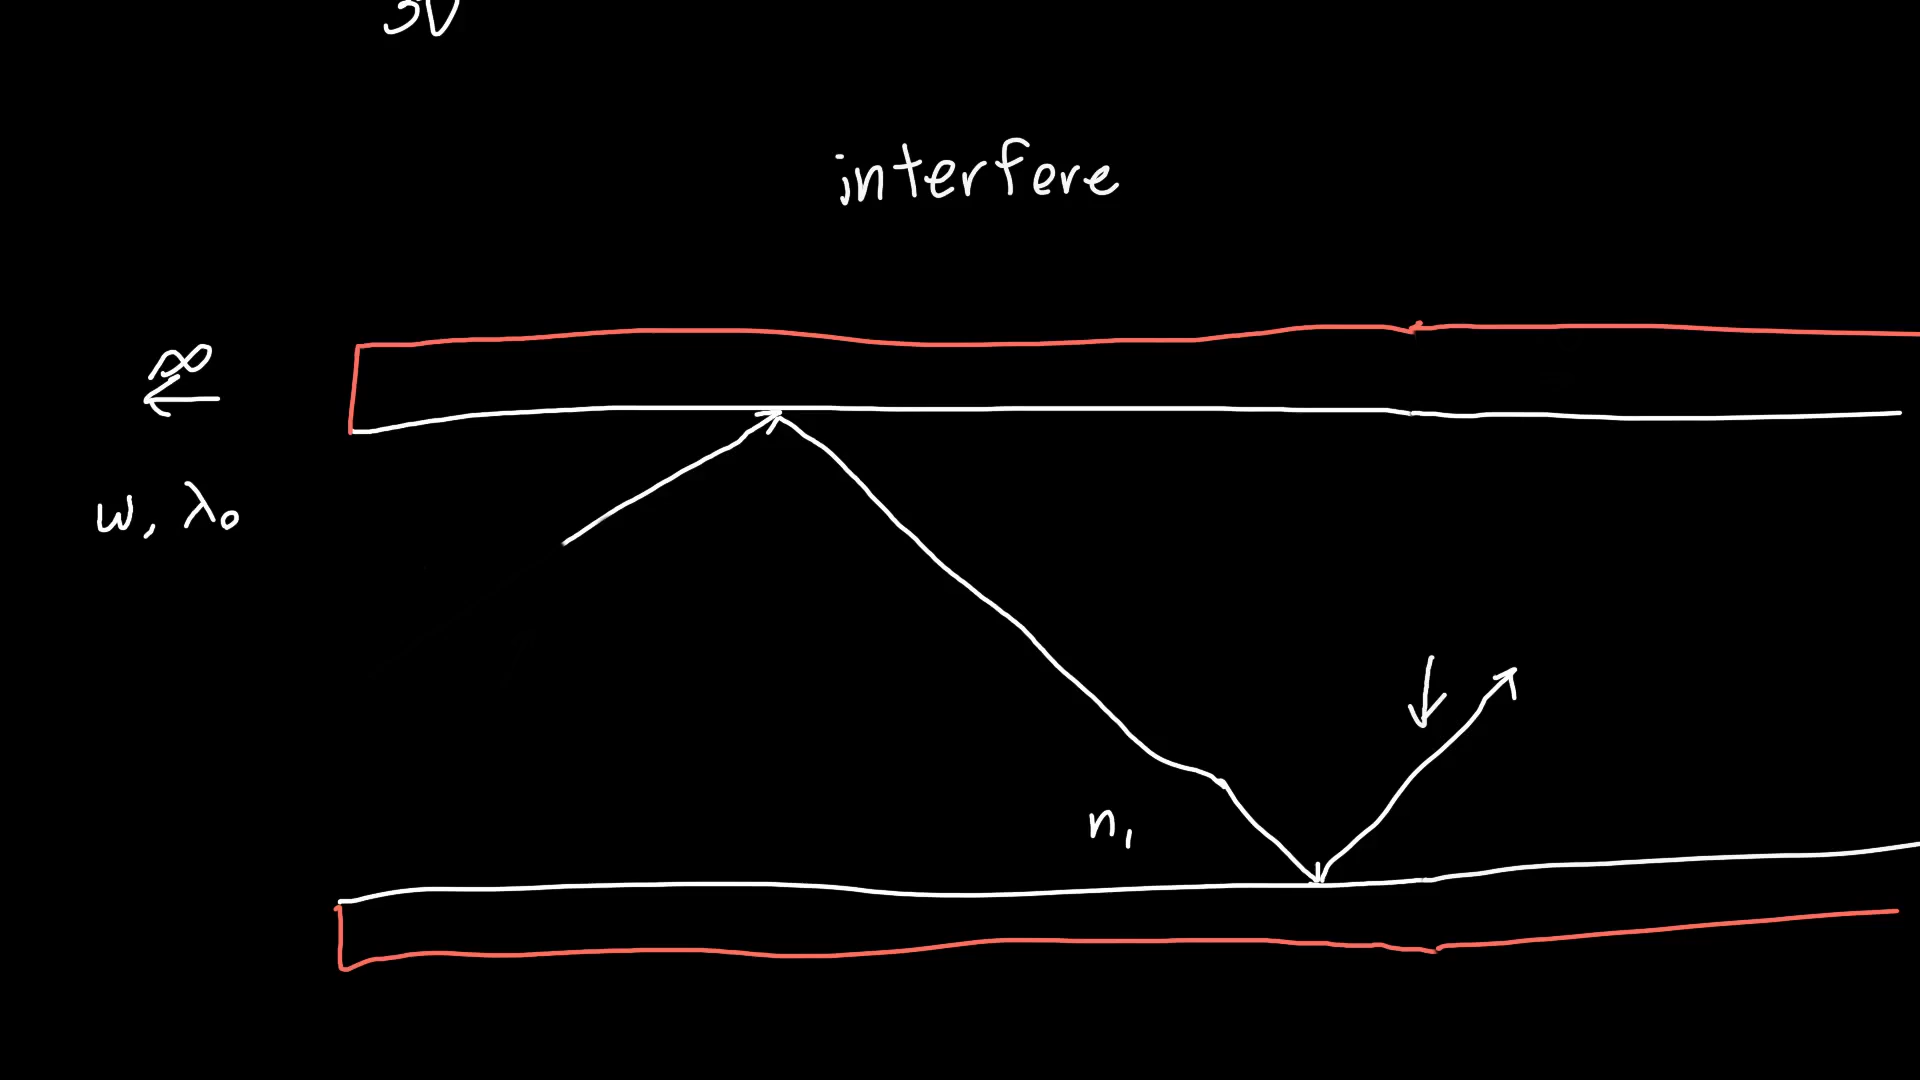 interfere
∞
ω, λ₀
n₁